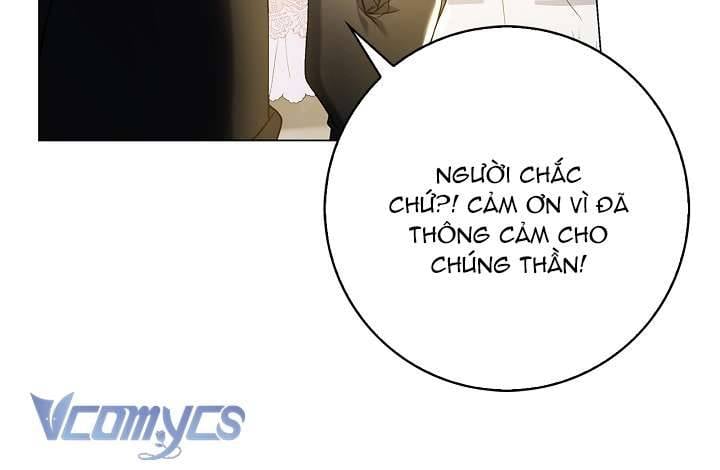 NGƯỜI CHẮC
CHỨ?! CẢM ƠN VÌ ĐÃ
THÔNG CẢM CHO
CHÚNG THẦN!
VCOMYCS